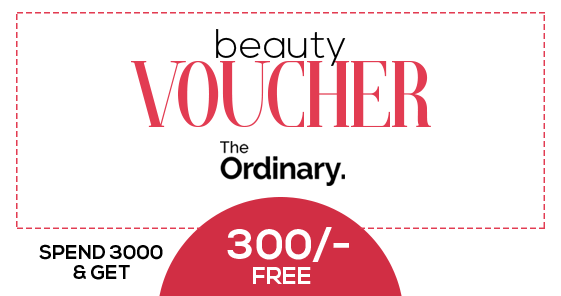 beauty
VOUCHER
The
Ordinary.
SPEND 3000
& GET
300/-
FREE